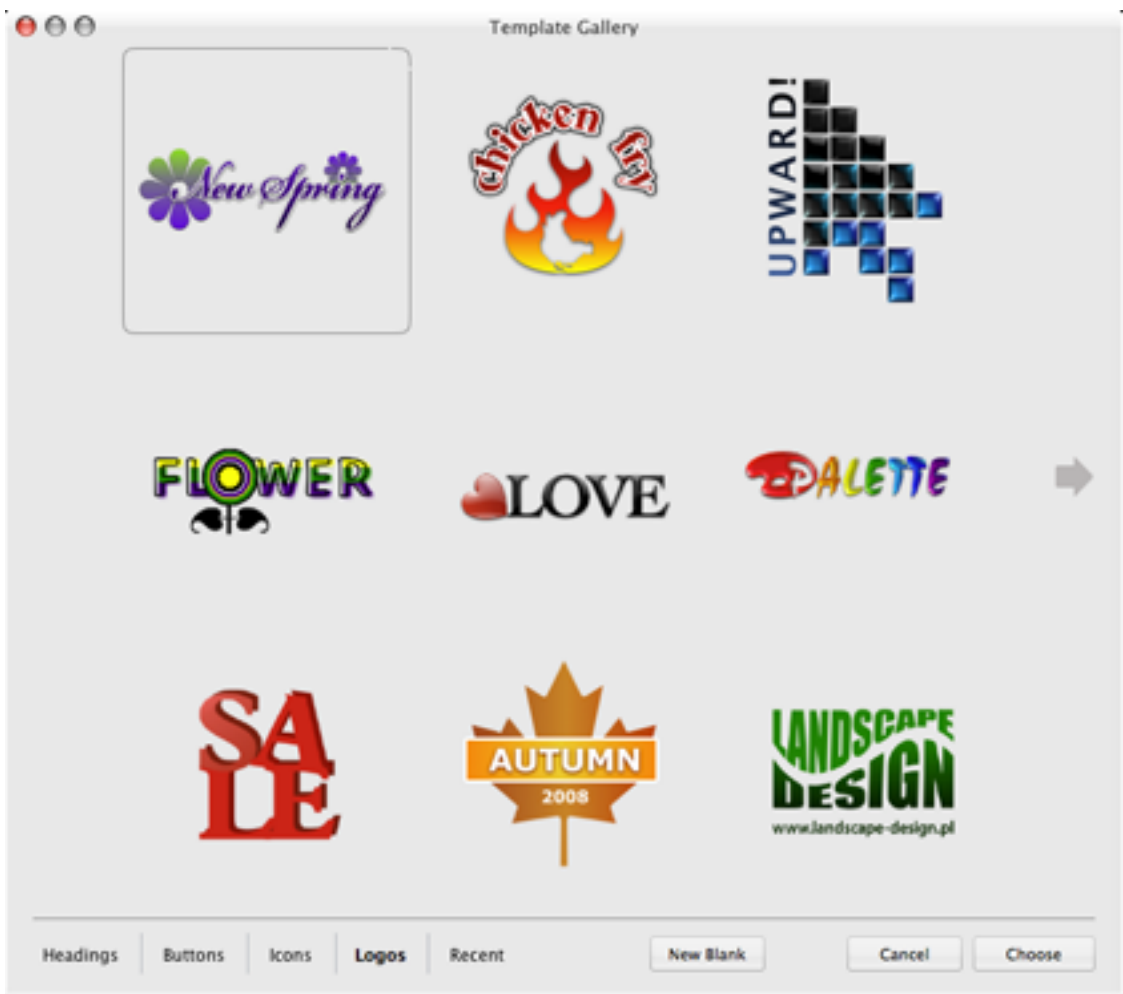 Template Gallery
New Spring
chicken fry
UPWARD!
FLOWER
LOVE
PALETTE
SA
LE
AUTUMN
2008
LANDSCAPE
DESIGN
www.landscape-design.pl
Headings Buttons Icons Logos Recent New Blank Cancel Choose